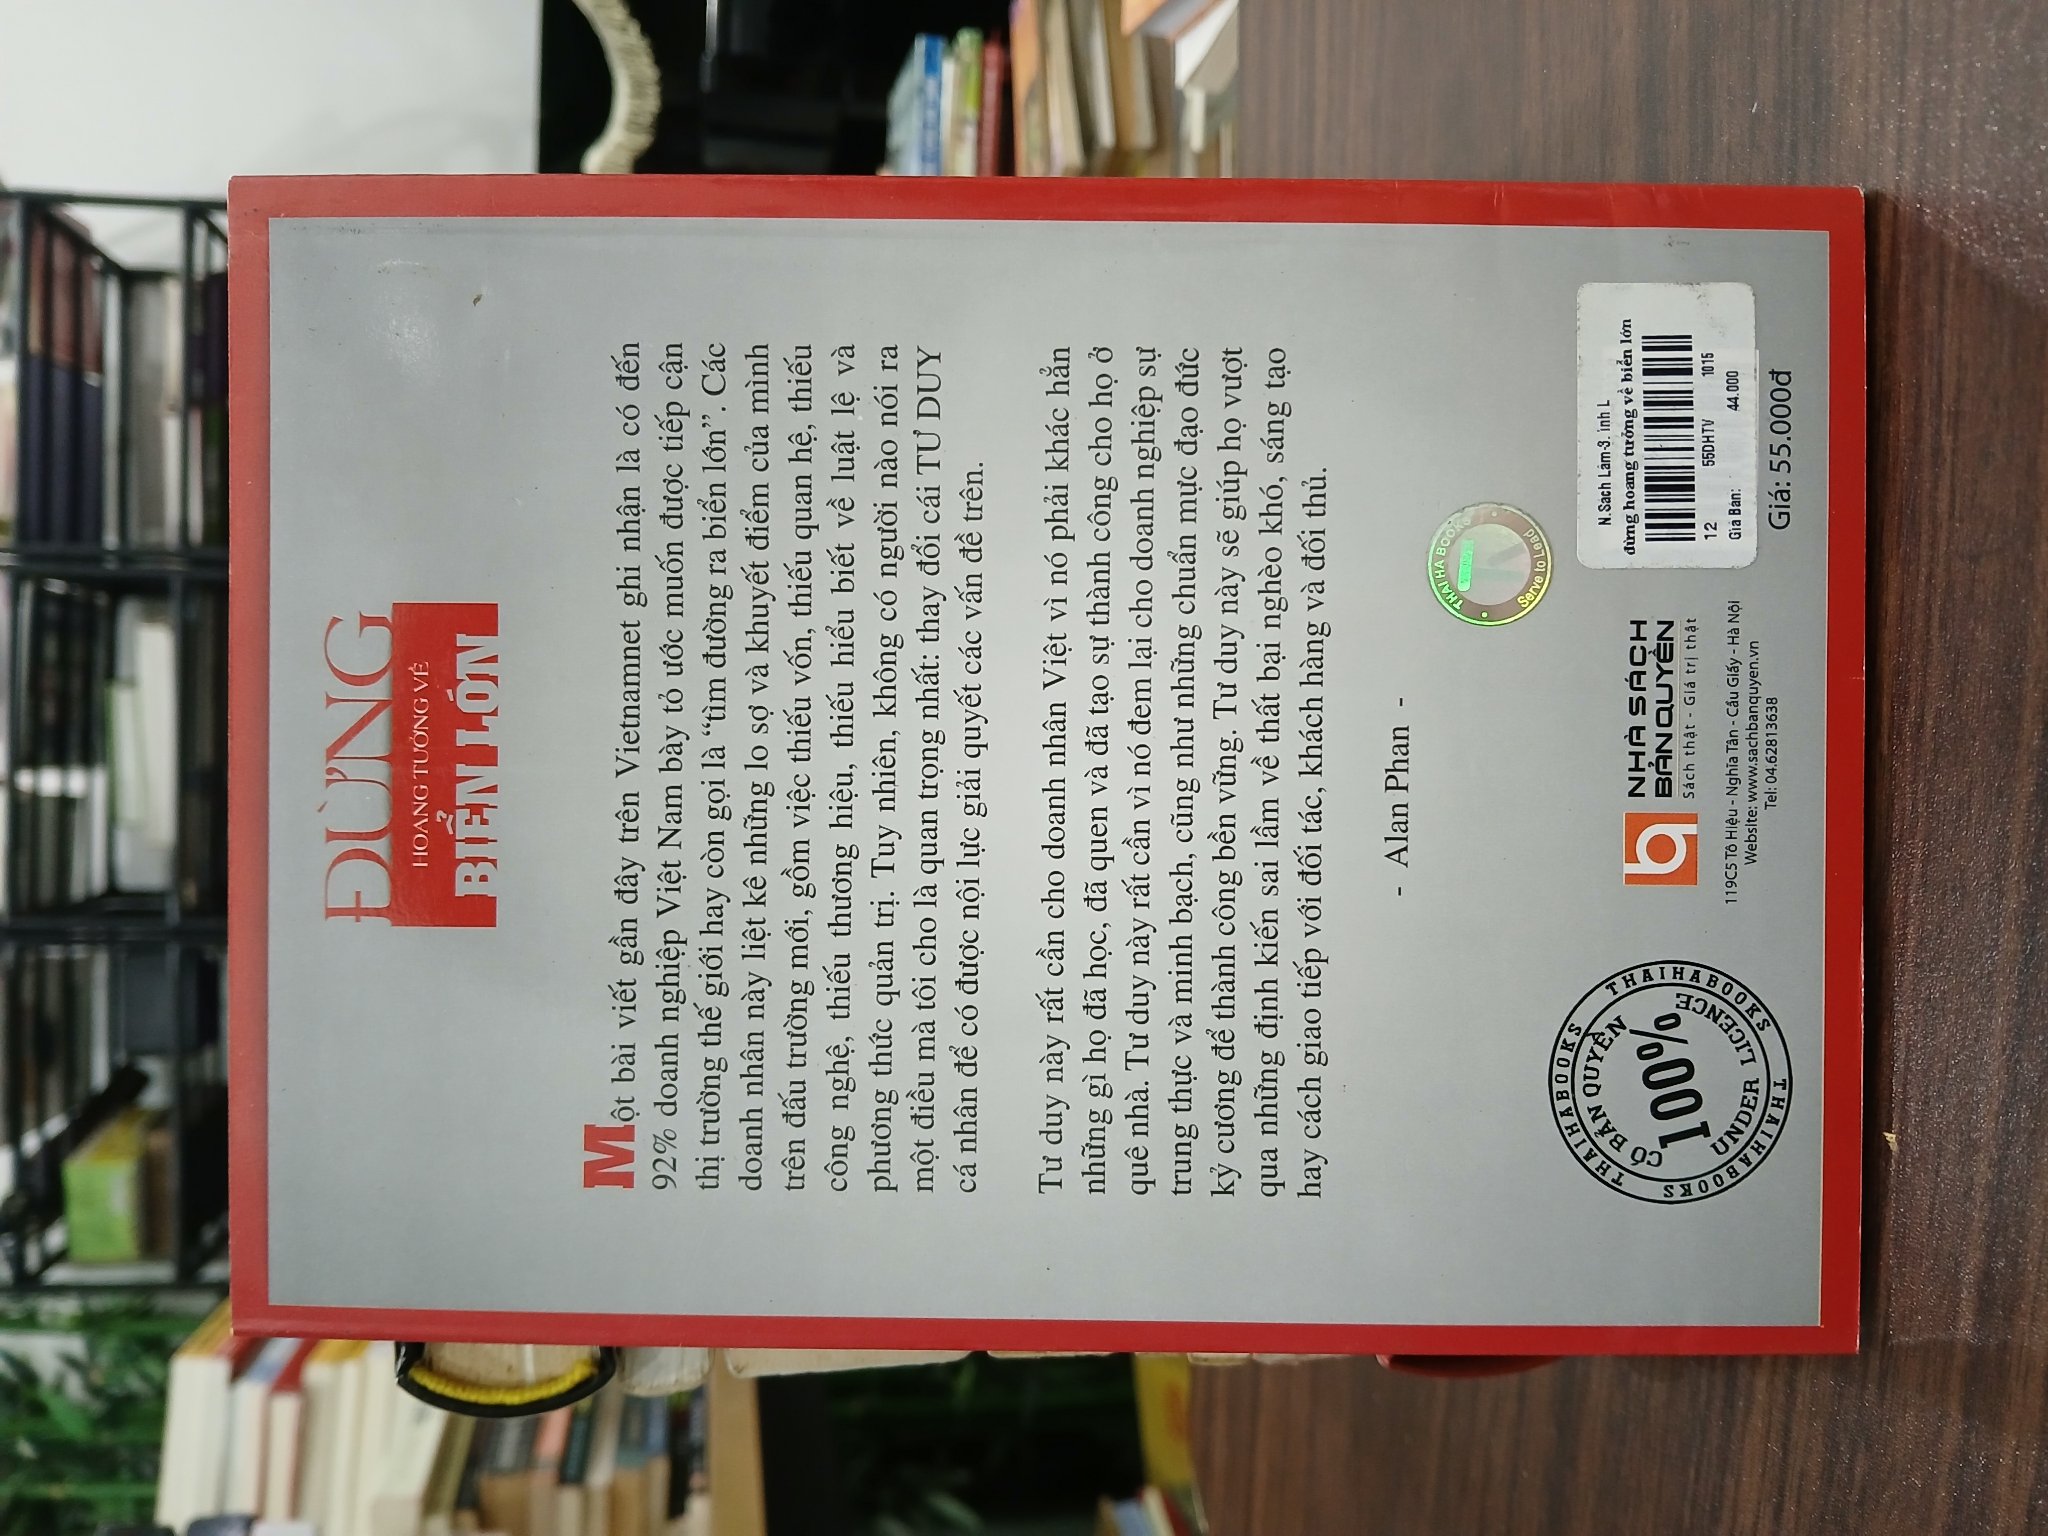 ĐỪNG
HOANG TƯỞNG VỀ
BIỂN LỚN
Một bài viết gần đây trên Vietnamnet ghi nhận là có đến
92% doanh nghiệp Việt Nam bày tỏ ước muốn được tiếp cận
thị trường thế giới hay còn gọi là “tìm đường ra biển lớn”. Các
doanh nhân này liệt kê những lo sợ và khuyết điểm của mình
trên đấu trường mới, gồm việc thiếu vốn, thiếu quan hệ, thiếu
công nghệ, thiếu thương hiệu, thiếu hiểu biết về luật lệ và
phương thức quản trị. Tuy nhiên, không có người nào nói ra
một điều mà tôi cho là quan trọng nhất: thay đổi cái TƯ DUY
cá nhân để có được nội lực giải quyết các vấn đề trên.
Tư duy này rất cần cho doanh nhân Việt vì nó phải khác hẳn
những gì họ đã học, đã quen và đã tạo sự thành công cho họ ở
quê nhà. Tư duy này rất cần vì nó đem lại cho doanh nghiệp sự
trung thực và minh bạch, cũng như những chuẩn mực đạo đức
kỷ cương để thành công bền vững. Tư duy này sẽ giúp họ vượt
qua những định kiến sai lầm về thất bại nghèo khó, sáng tạo
hay cách giao tiếp với đối tác, khách hàng và đối thủ.
- Alan Phan -
THAI HA BOOKS
Serve to Lead
THAIHABOOKS THAIHABOOKS THAIHABOOKS
CÓ BẢN QUYỀN
100%
UNDER LICENCE
NHÀ SÁCH
BẢN QUYỀN
Sách thật - Giá trị thật
119C5 Tô Hiệu - Nghĩa Tân - Cầu Giấy - Hà Nội
Website: www.sachbanquyen.vn
Tel: 04.62813638
N.Sach Lâm-3.
đừng hoang tưởng về biển lớn
12 55DHTV 1015
Gia Ban: 44.000
Giá: 55.000đ